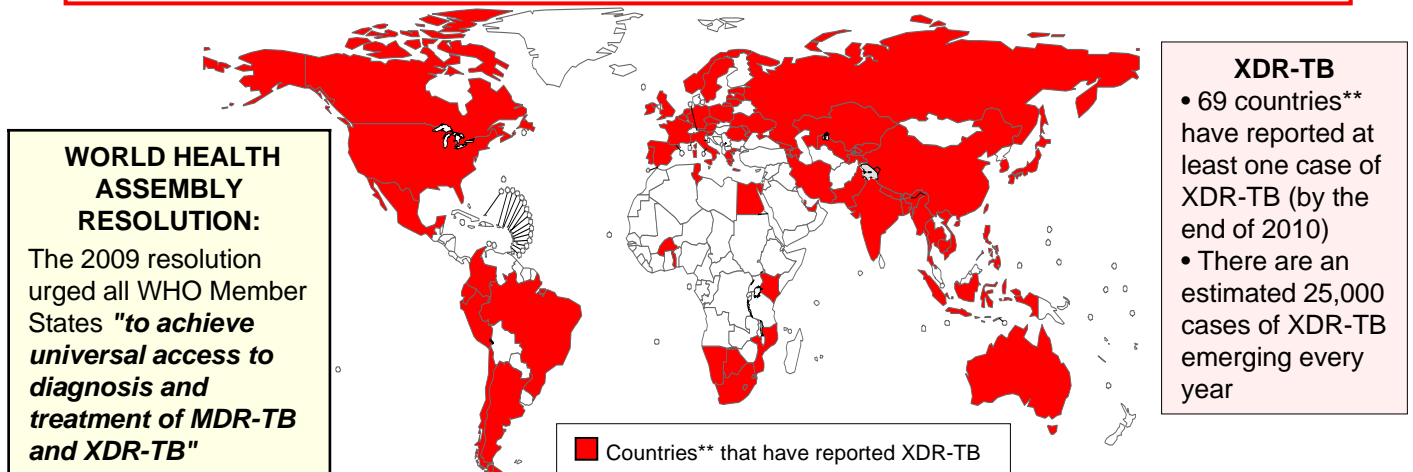 WORLD HEALTH
ASSEMBLY
RESOLUTION:
The 2009 resolution
urged all WHO Member
States "to achieve
universal access to
diagnosis and
treatment of MDR-TB
and XDR-TB"
XDR-TB
• 69 countries**
have reported at
least one case of
XDR-TB (by the
end of 2010)
• There are an
estimated 25,000
cases of XDR-TB
emerging every
year
Countries** that have reported XDR-TB